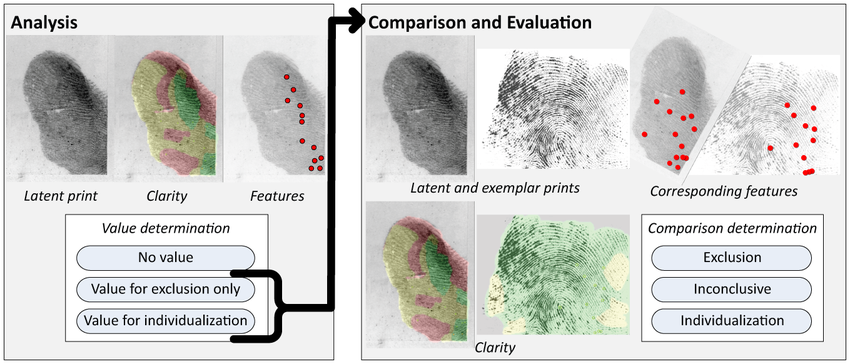 Analysis
Latent print
Clarity
Features
Value determination
No value
Value for exclusion only
Value for individualization
Comparison and Evaluation
Latent and exemplar prints
Corresponding features
Clarity
Comparison determination
Exclusion
Inconclusive
Individualization